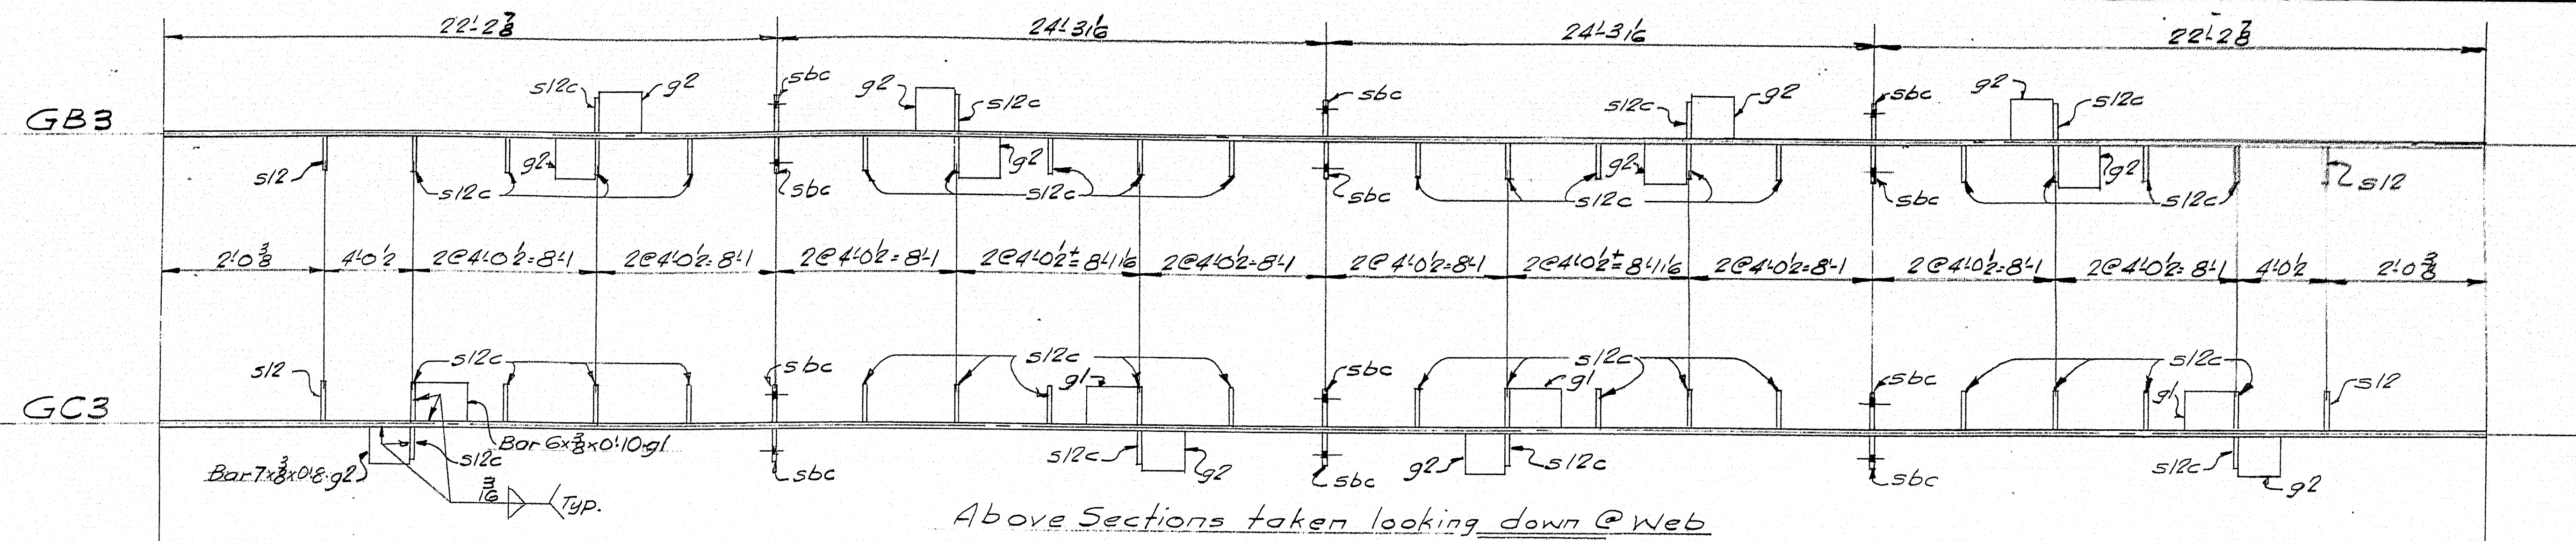 22'-2 7/8 24'-3 1/16 24'-3 1/16 22'-2 7/8
s12c g2 sbc g2 s12c sbc s12c g2 sbc g2 s12c
GB3
s12 g2 s12c sbc g2 s12c sbc g2 s12c sbc g2 s12c s12
2'-0 3/8 4'-0 1/2 2@4'-0 1/2=8'-1 2@4'-0 1/2=8'-1 2@4'-0 1/2=8'-1 2@4'-0 1/2±=8'-1 1/16 2@4'-0 1/2=8'-1 2@4'-0 1/2=8'-1 2@4'-0 1/2±=8'-1 1/16 2@4'-0 1/2=8'-1 2@4'-0 1/2=8'-1 2@4'-0 1/2=8'-1 4'-0 1/2 2'-0 3/8
s12 s12c sbc s12c g1 sbc s12c g1 sbc s12c g1 s12
GC3
Bar 6x3/8x0'-10 g1
Bar 7x3/8x0'-8 g2 s12c sbc s12c g2 sbc g2 s12c sbc s12c g2
3/16 Typ.
Above Sections taken looking down @ Web